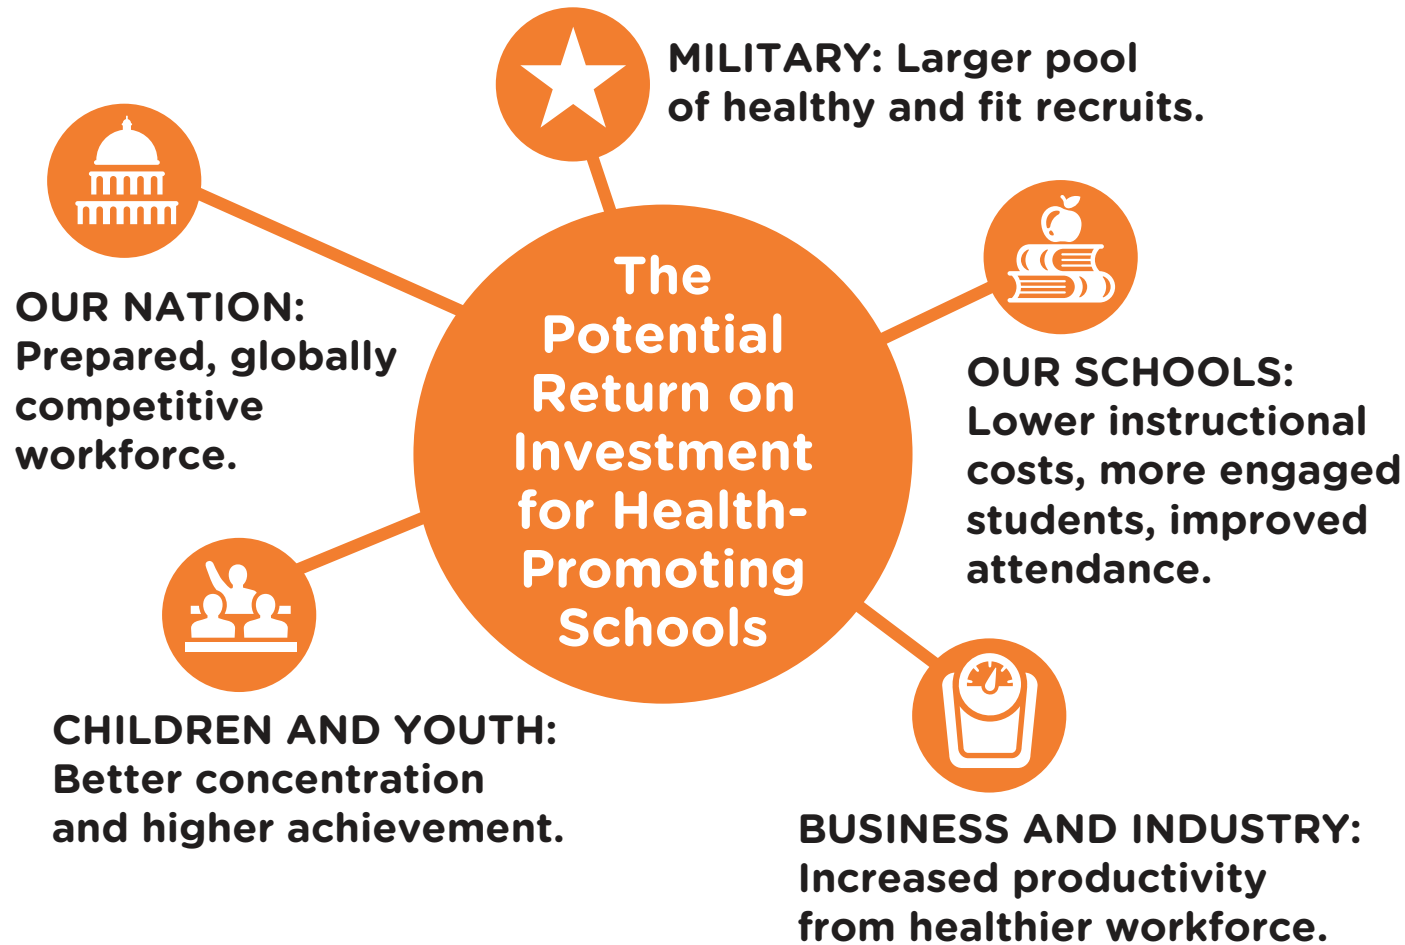 The
Potential
Return on
Investment
for Health-
Promoting
Schools
MILITARY: Larger pool
of healthy and fit recruits.
OUR SCHOOLS:
Lower instructional
costs, more engaged
students, improved
attendance.
BUSINESS AND INDUSTRY:
Increased productivity
from healthier workforce.
CHILDREN AND YOUTH:
Better concentration
and higher achievement.
OUR NATION:
Prepared, globally
competitive
workforce.